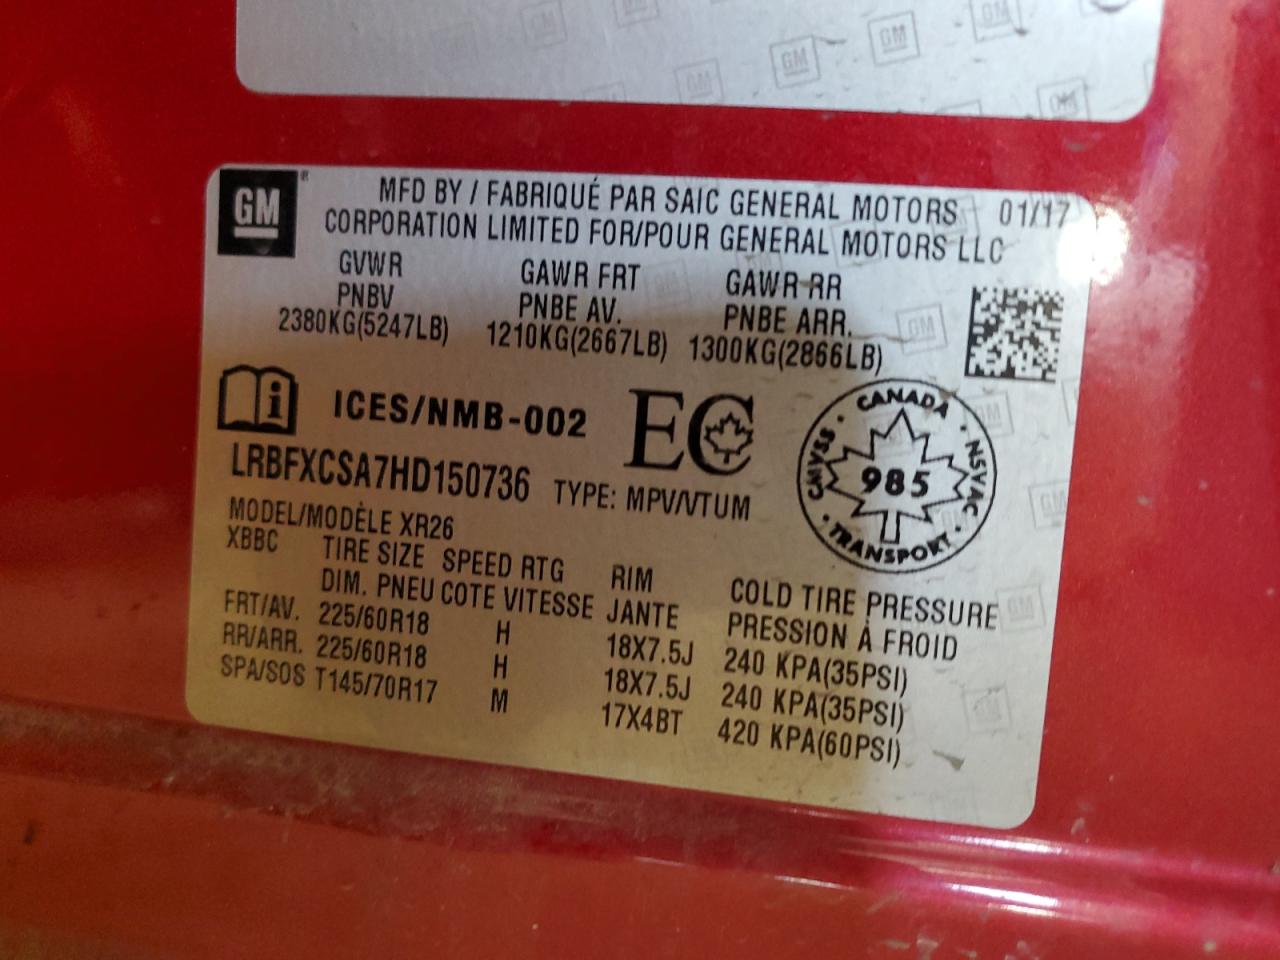 GM
MFD BY / FABRIQUÉ PAR SAIC GENERAL MOTORS 01/17
CORPORATION LIMITED FOR/POUR GENERAL MOTORS LLC
GVWR GAWR FRT GAWR RR
PNBV PNBE AV. PNBE ARR.
2380KG(5247LB) 1210KG(2667LB) 1300KG(2866LB)
ICES/NMB-002 EC
CANADA
CMVSS 985 NSVAC
TRANSPORT
LRBFXCSA7HD150736 TYPE: MPV/VTUM
MODEL/MODÈLE XR26
XBBC TIRE SIZE SPEED RTG RIM COLD TIRE PRESSURE
DIM. PNEU COTE VITESSE JANTE PRESSION À FROID
FRT/AV. 225/60R18 H 18X7.5J 240 KPA(35PSI)
RR/ARR. 225/60R18 H 18X7.5J 240 KPA(35PSI)
SPA/SOS T145/70R17 M 17X4BT 420 KPA(60PSI)